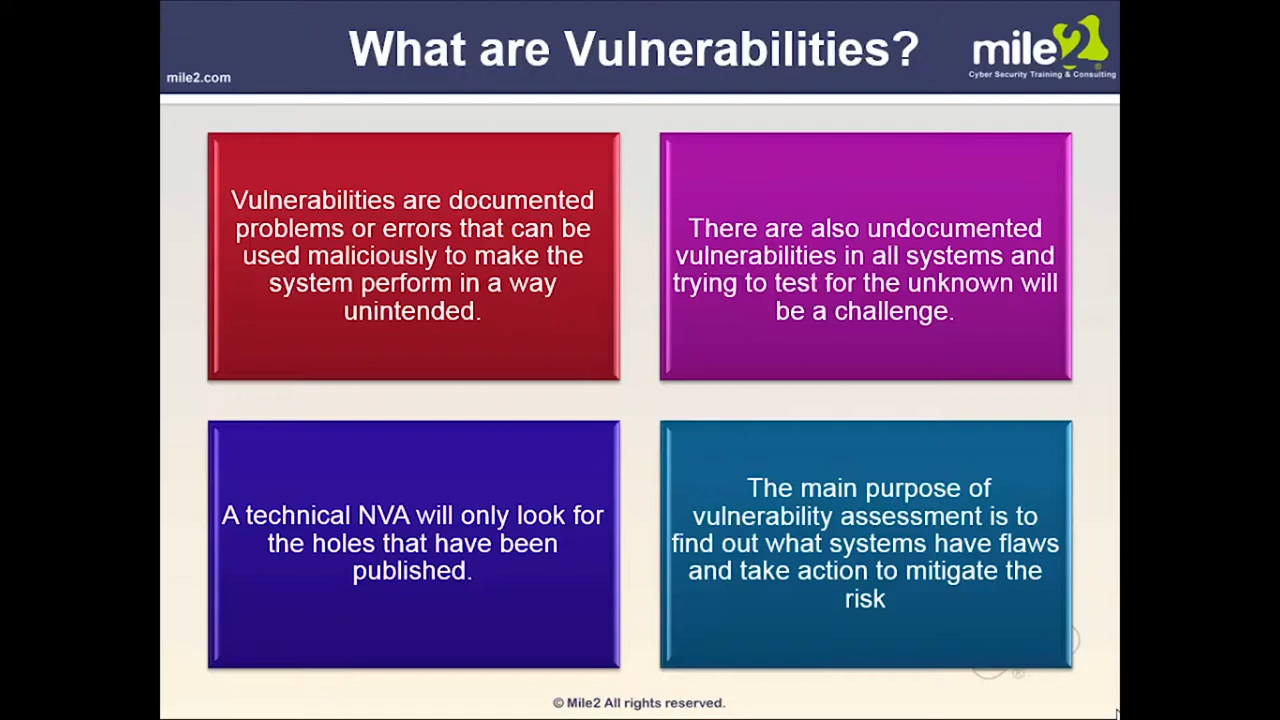 What are Vulnerabilities?
mile2.com
mile2
Cyber Security Training & Consulting
Vulnerabilities are documented
problems or errors that can be
used maliciously to make the
system perform in a way
unintended.
There are also undocumented
vulnerabilities in all systems and
trying to test for the unknown will
be a challenge.
A technical NVA will only look for
the holes that have been
published.
The main purpose of
vulnerability assessment is to
find out what systems have flaws
and take action to mitigate the
risk
®
© Mile2 All rights reserved.